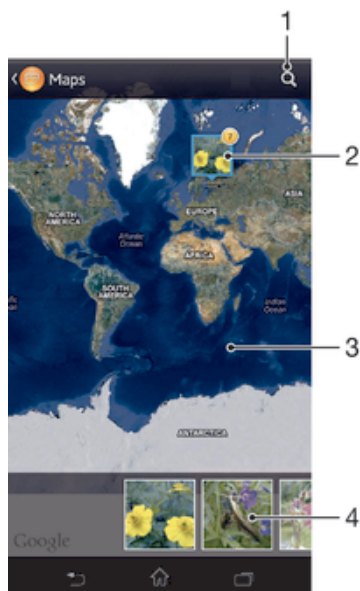 1
Maps
7
2
ASIA
EUROPE
NORTH
AMERICA
Atlantic
Ocean
AFRICA
SOUTH
AMERICA
Indian
Ocean
3
ANTARCTICA
4
Google